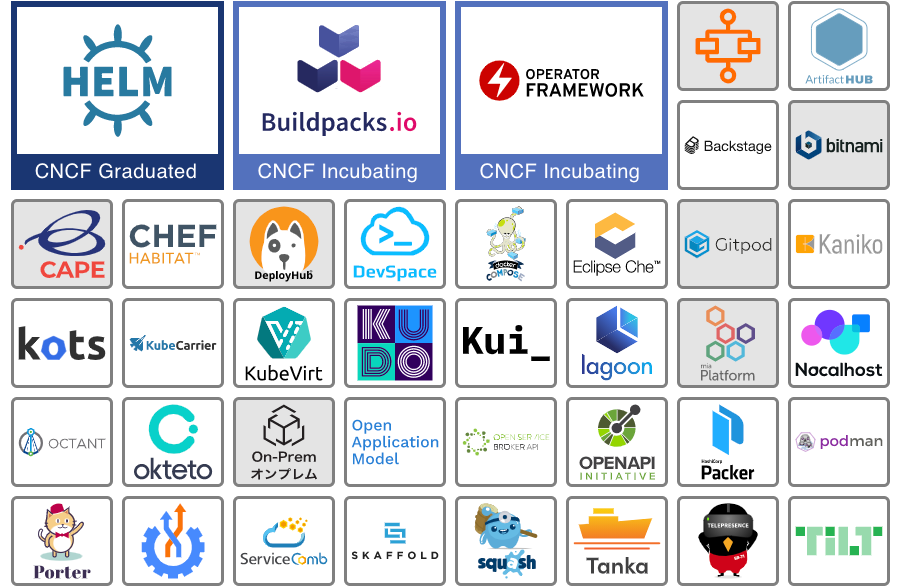 HELM
CNCF Graduated
Buildpacks.io
CNCF Incubating
OPERATOR
FRAMEWORK
CNCF Incubating
Artifact HUB
Backstage
bitnami
CAPE
CHEF
HABITAT™
DeployHub
DevSpace
docker
COMPOSE
Eclipse Che™
Gitpod
Kaniko
kots
KubeCarrier
KubeVirt
KUDO
Kui_
lagoon
mia
Platform
Nocalhost
OCTANT
okteto
On-Prem
オンプレム
Open
Application
Model
OPEN SERVICE
BROKER API
OPENAPI
INITIATIVE
HashiCorp
Packer
podman
Porter
ServiceComb
SKAFFOLD
squash
Tanka
TELEPRESENCE
TILT